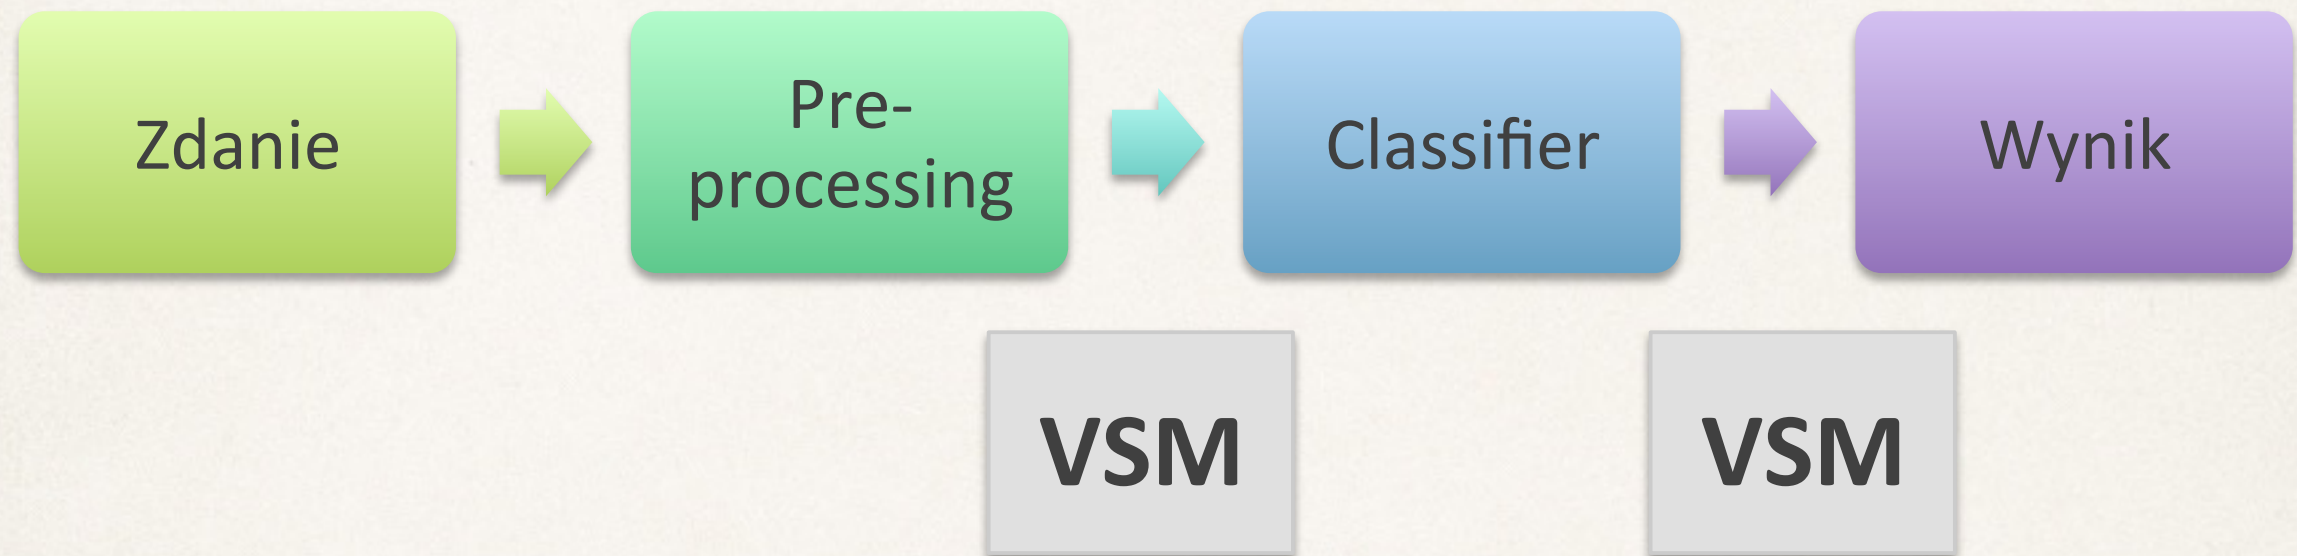 Zdanie
Pre-
processing
Classifier
Wynik
VSM
VSM